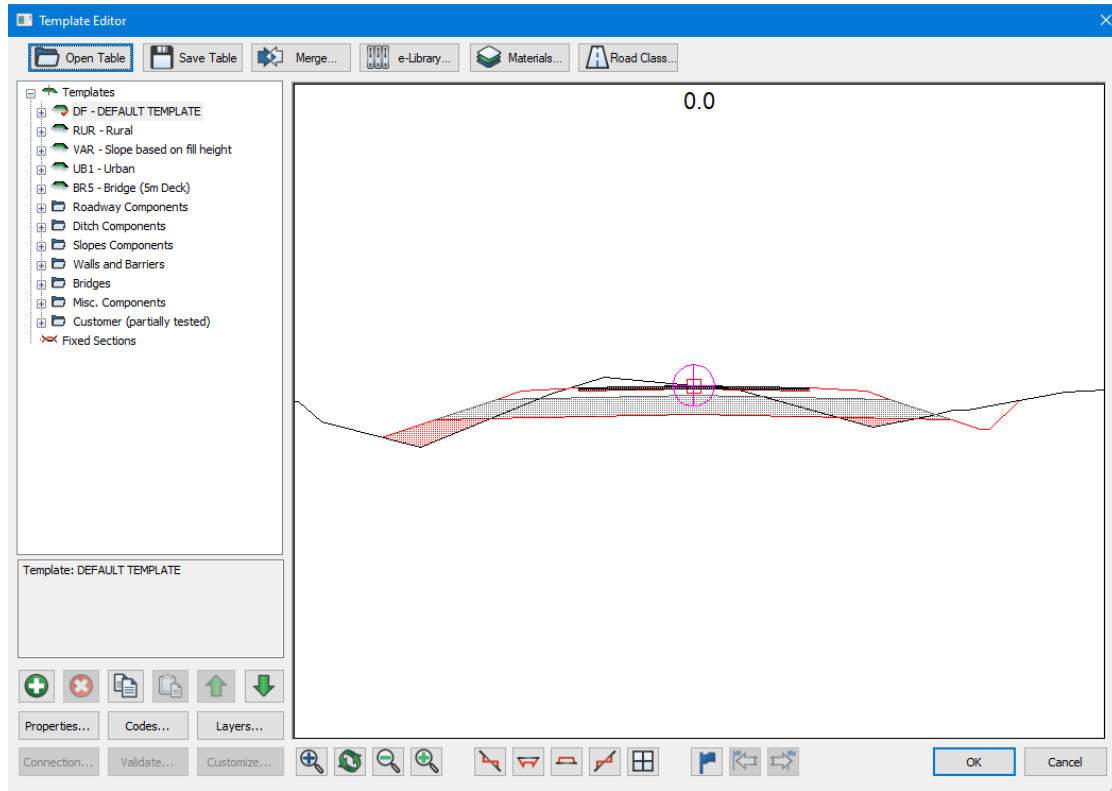 Template Editor
Open Table Save Table Merge... e-Library... Materials... Road Class...
Templates
DF - DEFAULT TEMPLATE
RUR - Rural
VAR - Slope based on fill height
UB1 - Urban
BR5 - Bridge (5m Deck)
Roadway Components
Ditch Components
Slopes Components
Walls and Barriers
Bridges
Misc. Components
Customer (partially tested)
Fixed Sections
0.0
Template: DEFAULT TEMPLATE
Properties... Codes... Layers...
Connection... Validate... Customize...
OK Cancel